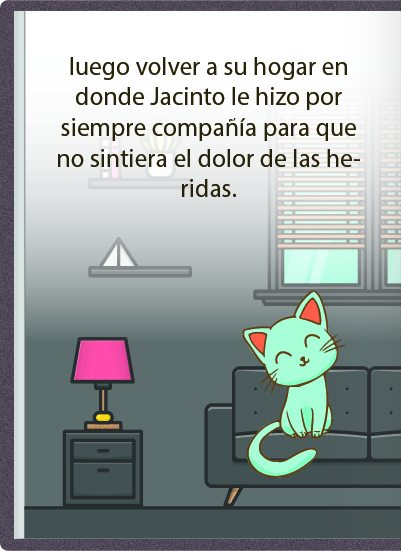 luego volver a su hogar en
donde Jacinto le hizo por
siempre compañía para que
no sintiera el dolor de las he-
ridas.